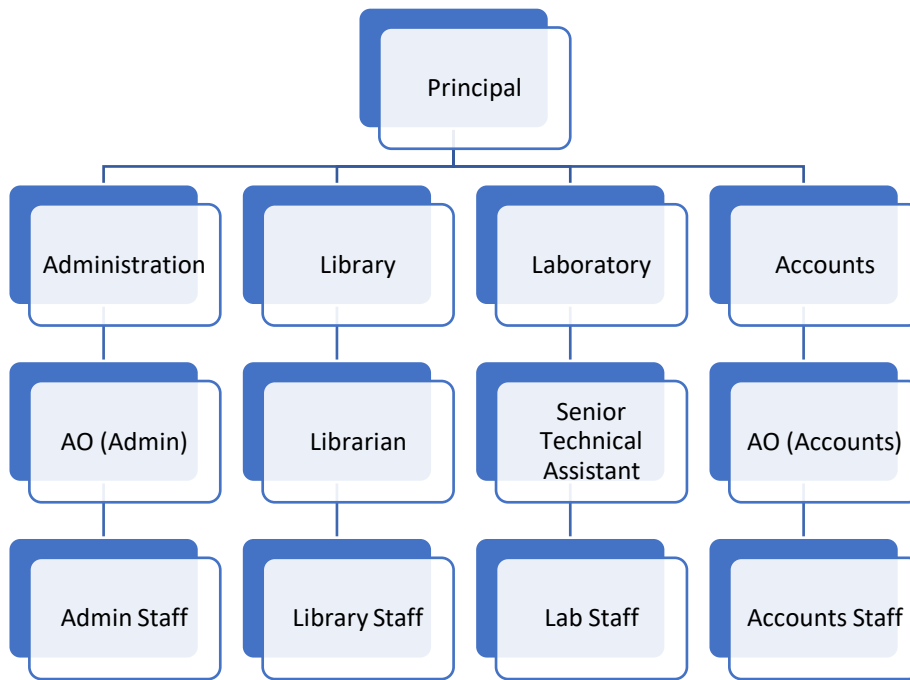 Principal
Administration
Library
Laboratory
Accounts
AO (Admin)
Librarian
Senior
Technical
Assistant
AO (Accounts)
Admin Staff
Library Staff
Lab Staff
Accounts Staff